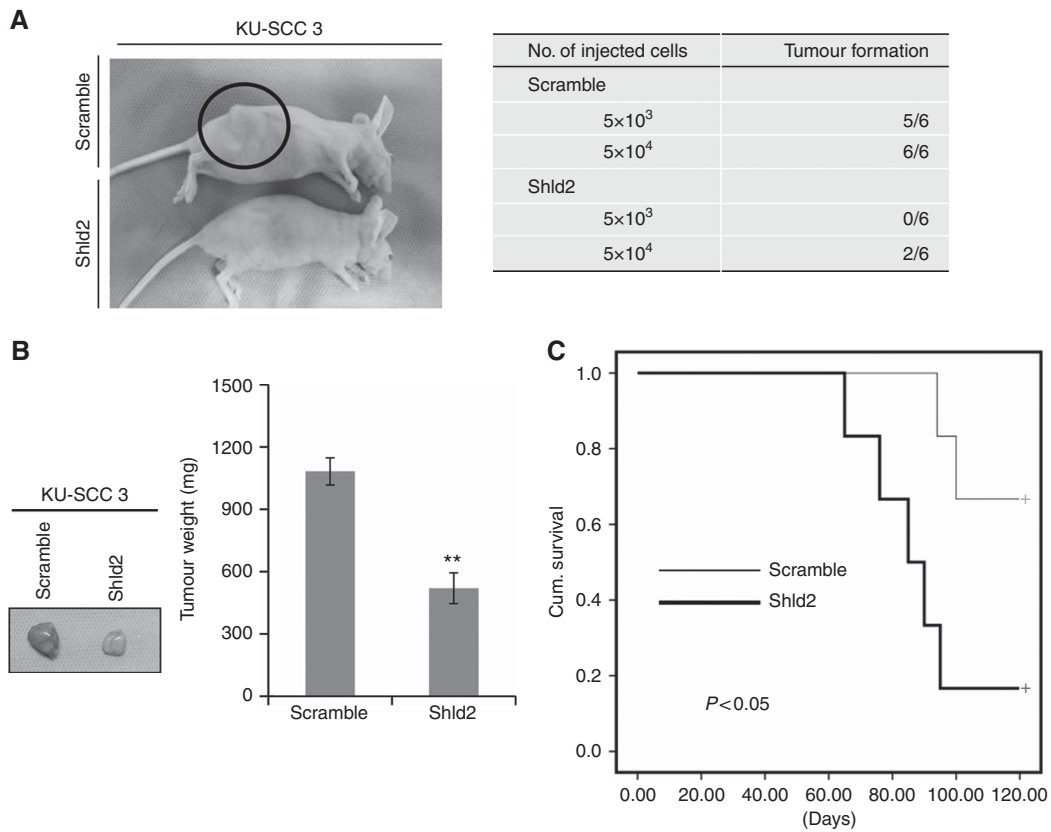 A
KU-SCC 3
Scramble
Shld2
No. of injected cells Tumour formation
Scramble
5×10³ 5/6
5×10⁴ 6/6
Shld2
5×10³ 0/6
5×10⁴ 2/6
B
KU-SCC 3
Scramble
Shld2
Tumour weight (mg)
1500
1200
900
600
300
0
**
Scramble
Shld2
C
Cum. survival
1.0
0.8
0.6
0.4
0.2
0.0
Scramble
Shld2
P<0.05
0.00 20.00 40.00 60.00 80.00 100.00 120.00
(Days)